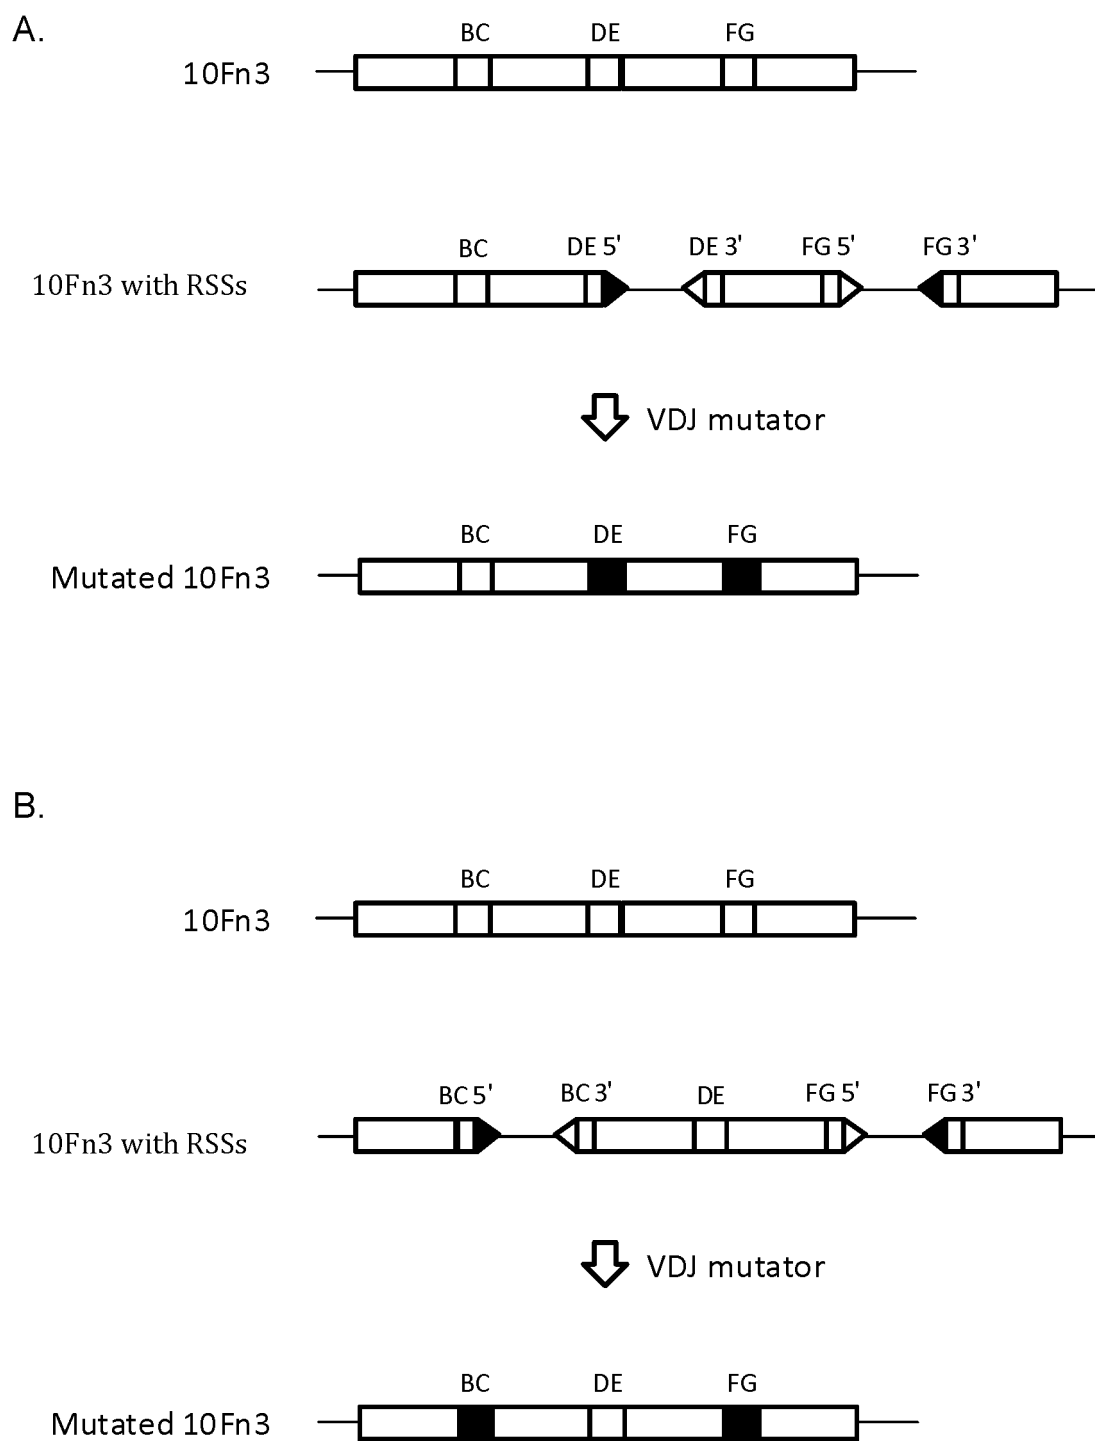 A.
BC DE FG
10Fn3
BC DE 5' DE 3' FG 5' FG 3'
10Fn3 with RSSs
VDJ mutator
BC DE FG
Mutated 10Fn3
B.
BC DE FG
10Fn3
BC 5' BC 3' DE FG 5' FG 3'
10Fn3 with RSSs
VDJ mutator
BC DE FG
Mutated 10Fn3